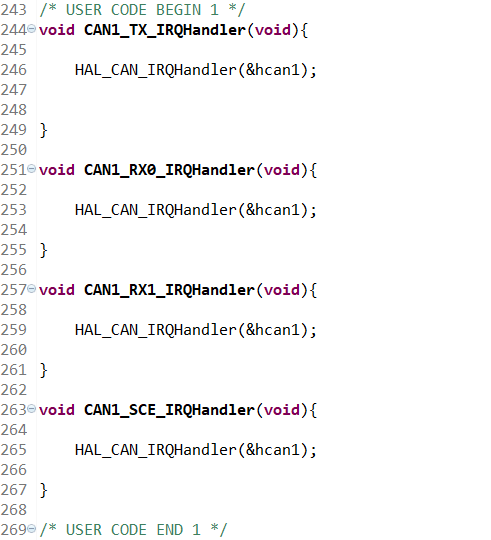 243 /* USER CODE BEGIN 1 */
244 void CAN1_TX_IRQHandler(void){
245
246     HAL_CAN_IRQHandler(&hcan1);
247
248
249 }
250
251 void CAN1_RX0_IRQHandler(void){
252
253     HAL_CAN_IRQHandler(&hcan1);
254
255 }
256
257 void CAN1_RX1_IRQHandler(void){
258
259     HAL_CAN_IRQHandler(&hcan1);
260
261 }
262
263 void CAN1_SCE_IRQHandler(void){
264
265     HAL_CAN_IRQHandler(&hcan1);
266
267 }
268
269 /* USER CODE END 1 */